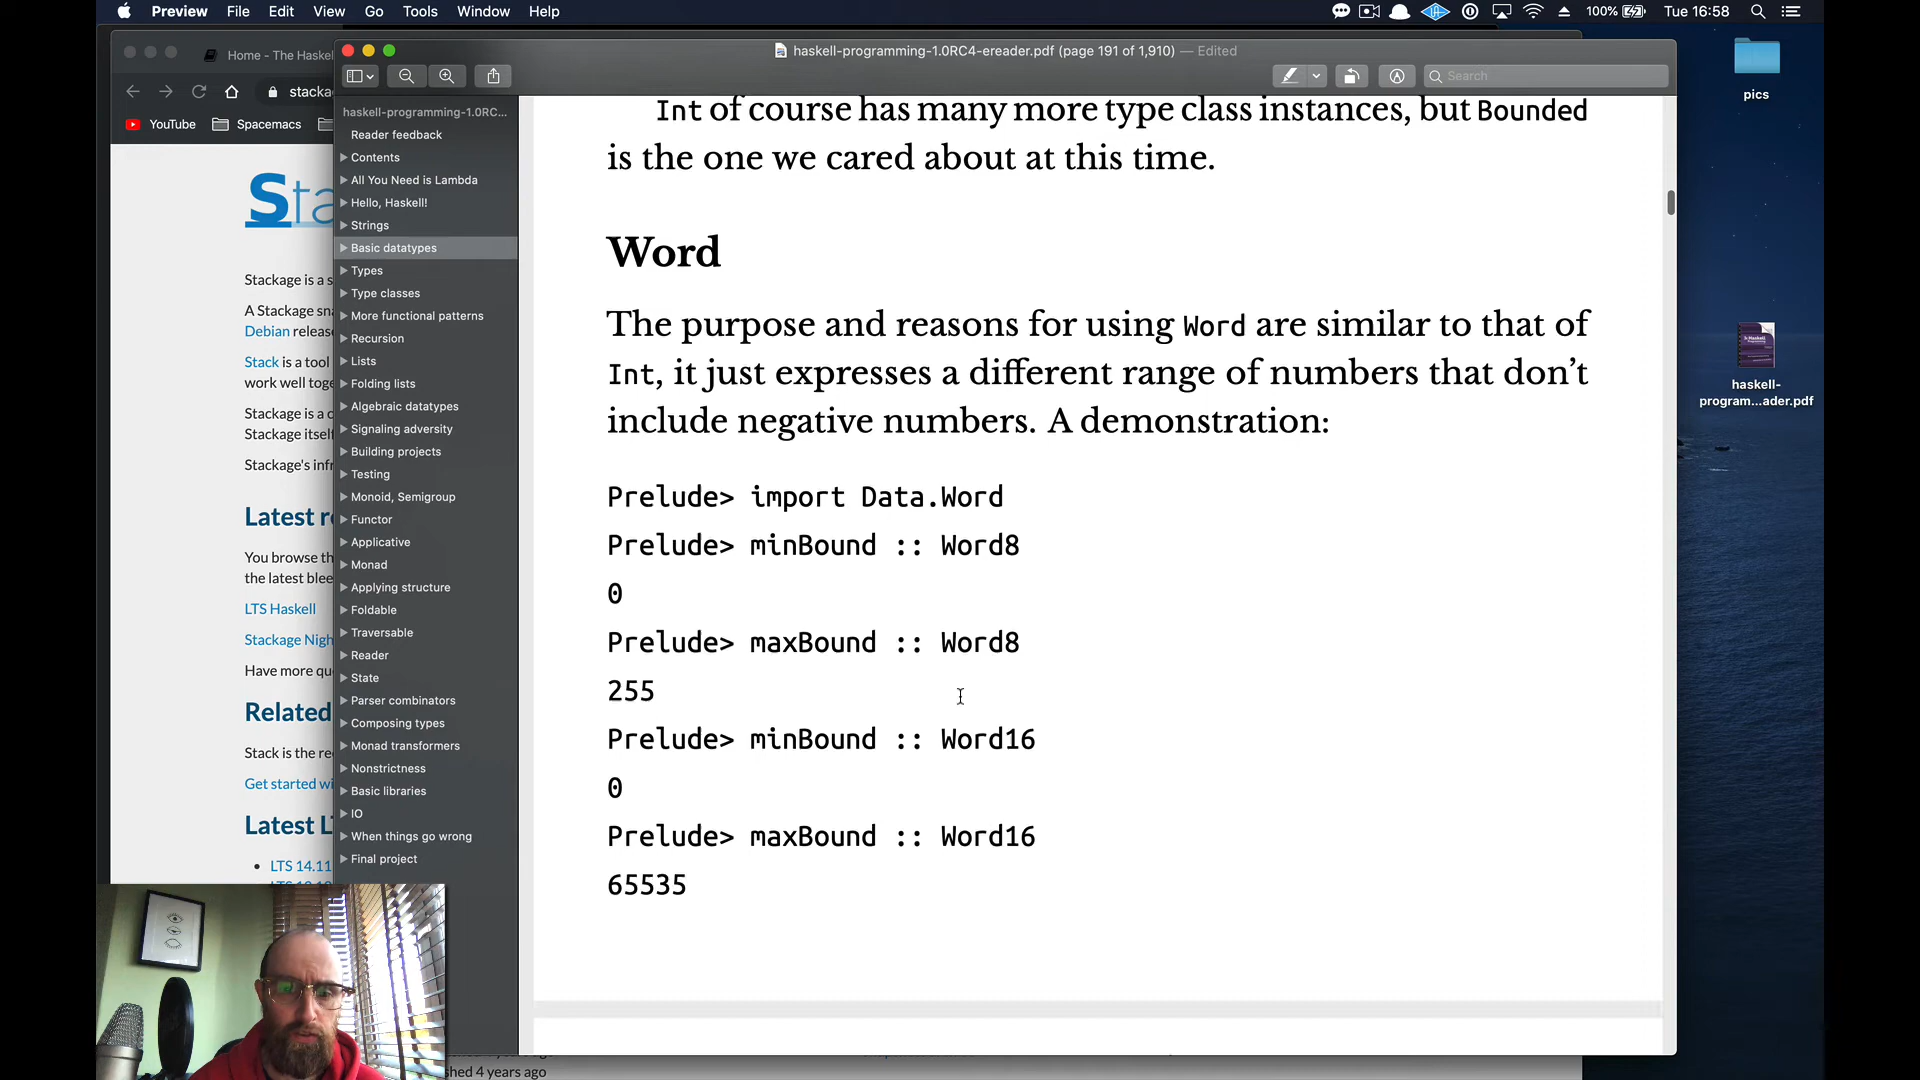 Preview File Edit View Go Tools Window Help
100% Tue 16:58
Home - The Haskel
haskell-programming-1.0RC4-ereader.pdf (page 191 of 1,910) — Edited
stacka
Search
YouTube Spacemacs
pics
haskell-
program...ader.pdf
Sta
Stackage is a s
A Stackage sna
Debian releas
Stack is a tool
work well toge
Stackage is a c
Stackage itself
Stackage's infr
Latest re
You browse th
the latest blee
LTS Haskell
Stackage Nigh
Have more que
Related
Stack is the re
Get started wi
Latest L
LTS 14.11
haskell-programming-1.0RC...
Reader feedback
Contents
All You Need is Lambda
Hello, Haskell!
Strings
Basic datatypes
Types
Type classes
More functional patterns
Recursion
Lists
Folding lists
Algebraic datatypes
Signaling adversity
Building projects
Testing
Monoid, Semigroup
Functor
Applicative
Monad
Applying structure
Foldable
Traversable
Reader
State
Parser combinators
Composing types
Monad transformers
Nonstrictness
Basic libraries
IO
When things go wrong
Final project
Int of course has many more type class instances, but Bounded
is the one we cared about at this time.
Word
The purpose and reasons for using Word are similar to that of
Int, it just expresses a different range of numbers that don’t
include negative numbers. A demonstration:
Prelude> import Data.Word
Prelude> minBound :: Word8
0
Prelude> maxBound :: Word8
255
Prelude> minBound :: Word16
0
Prelude> maxBound :: Word16
65535
shed 4 years ago